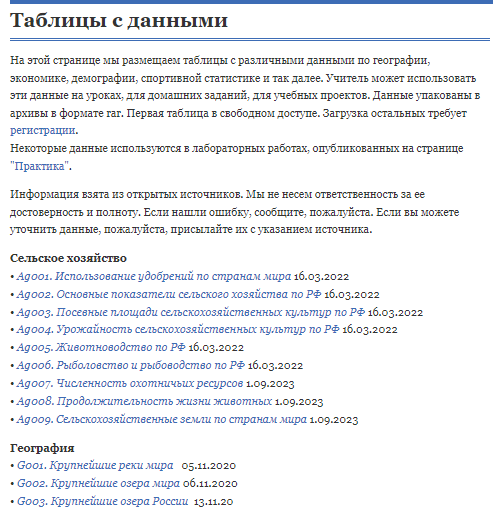 Таблицы с данными
На этой странице мы размещаем таблицы с различными данными по географии,
экономике, демографии, спортивной статистике и так далее. Учитель может использовать
эти данные на уроках, для домашних заданий, для учебных проектов. Данные упакованы в
архивы в формате rar. Первая таблица в свободном доступе. Загрузка остальных требует
регистрации.
Некоторые данные используются в лабораторных работах, опубликованных на странице
"Практика".
Информация взята из открытых источников. Мы не несем ответственность за ее
достоверность и полноту. Если нашли ошибку, сообщите, пожалуйста. Если вы можете
уточнить данные, пожалуйста, присылайте их с указанием источника.
Сельское хозяйство
• Ag001. Использование удобрений по странам мира 16.03.2022
• Ag002. Основные показатели сельского хозяйства по РФ 16.03.2022
• Ag003. Посевные площади сельскохозяйственных культур по РФ 16.03.2022
• Ag004. Урожайность сельскохозяйственных культур по РФ 16.03.2022
• Ag005. Животноводство по РФ 16.03.2022
• Ag006. Рыболовство и рыбоводство по РФ 16.03.2022
• Ag007. Численность охотничьих ресурсов 1.09.2023
• Ag008. Продолжительность жизни животных 1.09.2023
• Ag009. Сельскохозяйственные земли по странам мира 1.09.2023
География
• G001. Крупнейшие реки мира 05.11.2020
• G002. Крупнейшие озера мира 06.11.2020
• G003. Крупнейшие озера России 13.11.20